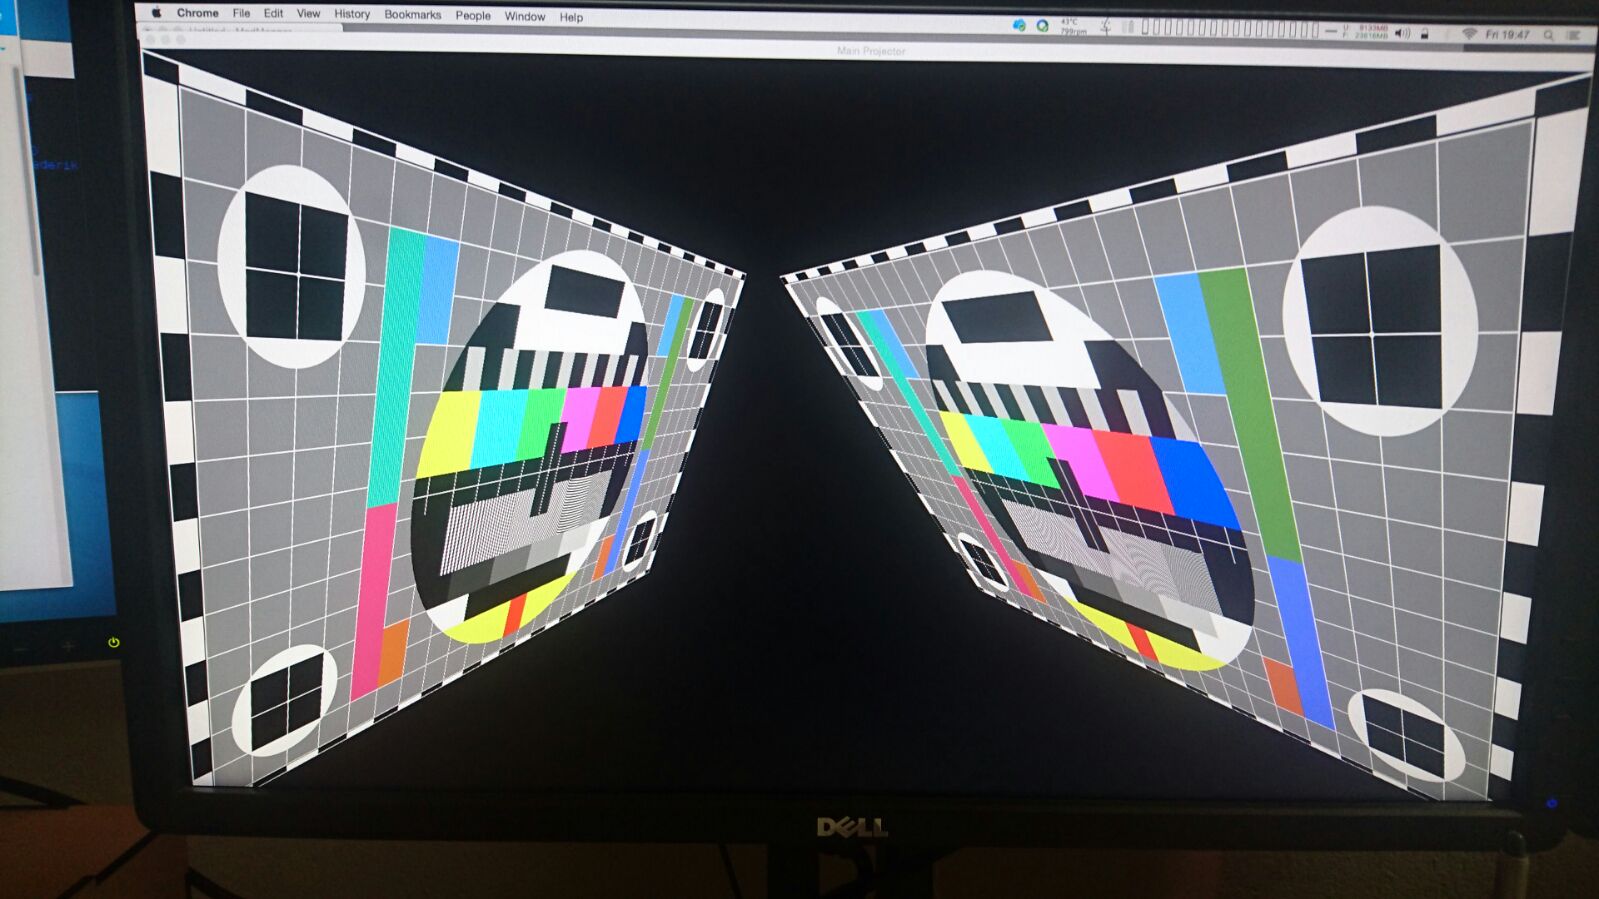 Chrome File Edit View History Bookmarks People Window Help
43°C
799rpm
Fri 19:47
Main Projector
ederik
DELL